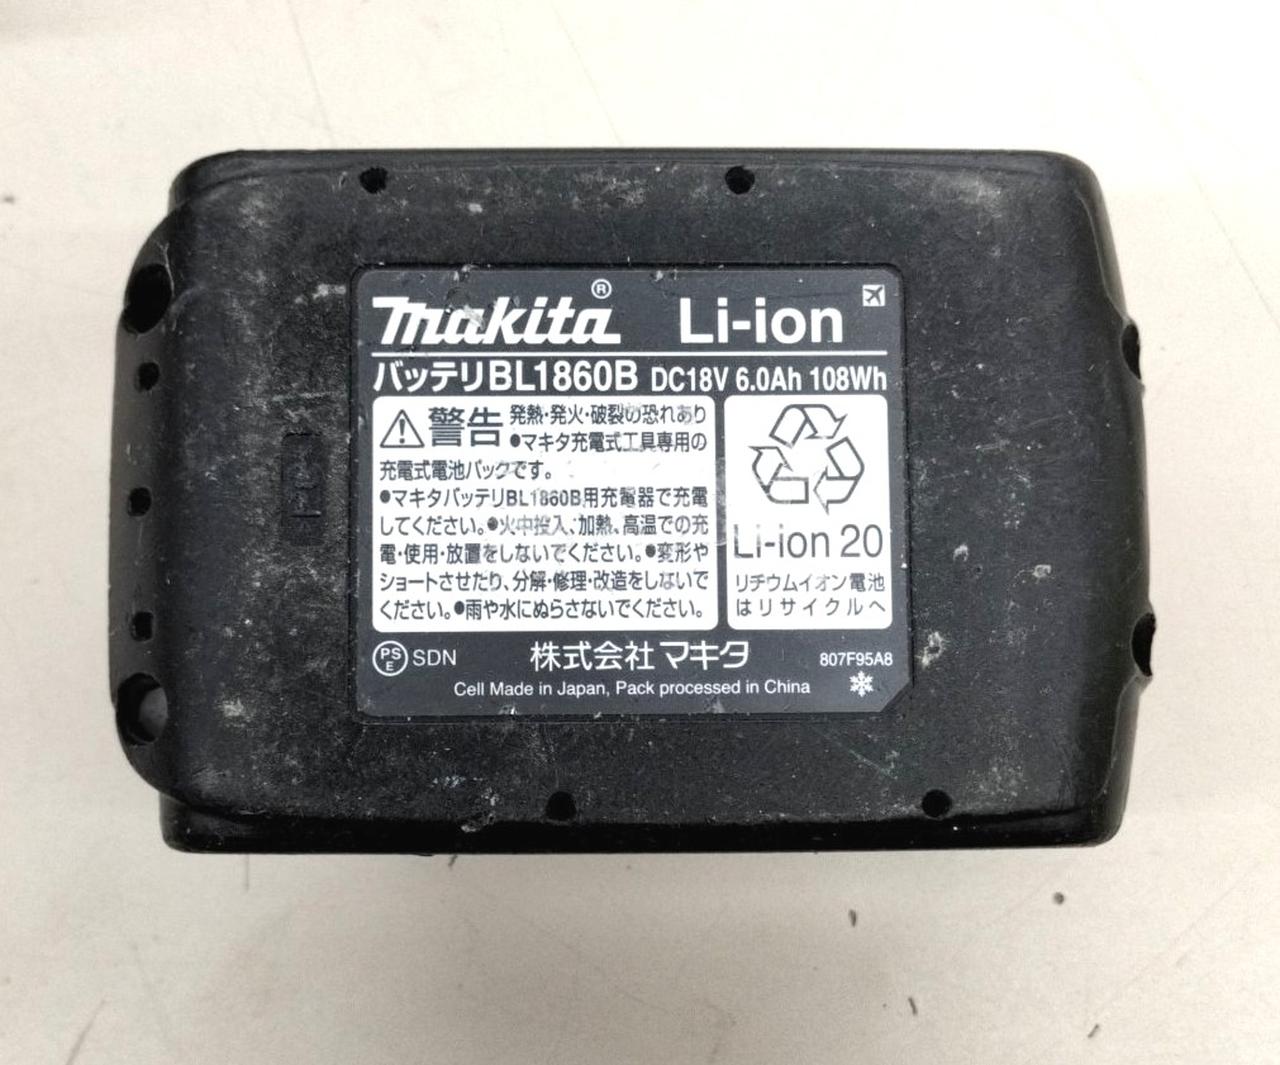 makita® Li-ion
バッテリBL1860B DC18V 6.0Ah 108Wh
警告 発熱・発火・破裂の恐れあり
●マキタ充電式工具専用の
充電式電池パックです。
●マキタバッテリBL1860B用充電器で充電
してください。●火中投入、加熱、高温での充
電・使用・放置をしないでください。●変形や
ショートさせたり、分解・修理・改造をしないで
ください。●雨や水にぬらさないでください。
Li-ion 20
リチウムイオン電池
はリサイクルへ
PSE SDN 株式会社マキタ 807F95A8
Cell Made in Japan, Pack processed in China